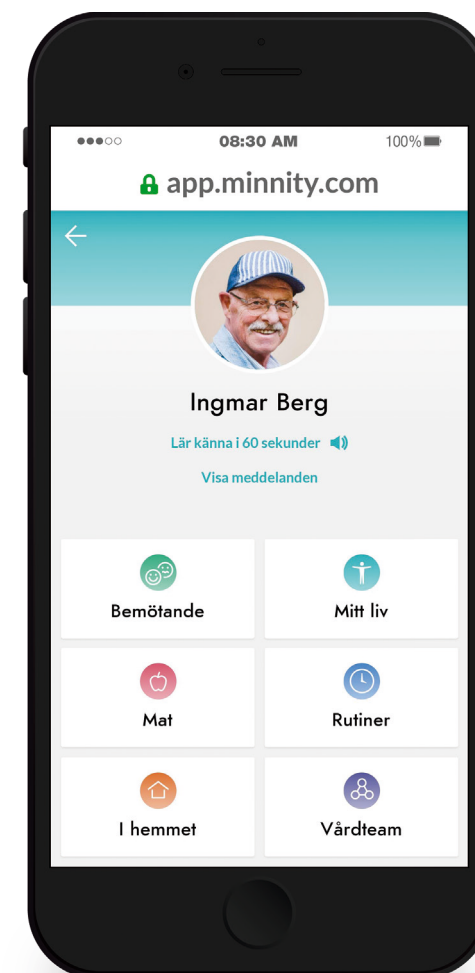 08:30 AM 100%
app.minnity.com
Ingmar Berg
Lär känna i 60 sekunder
Visa meddelanden
Bemötande Mitt liv
Mat Rutiner
I hemmet Vårdteam